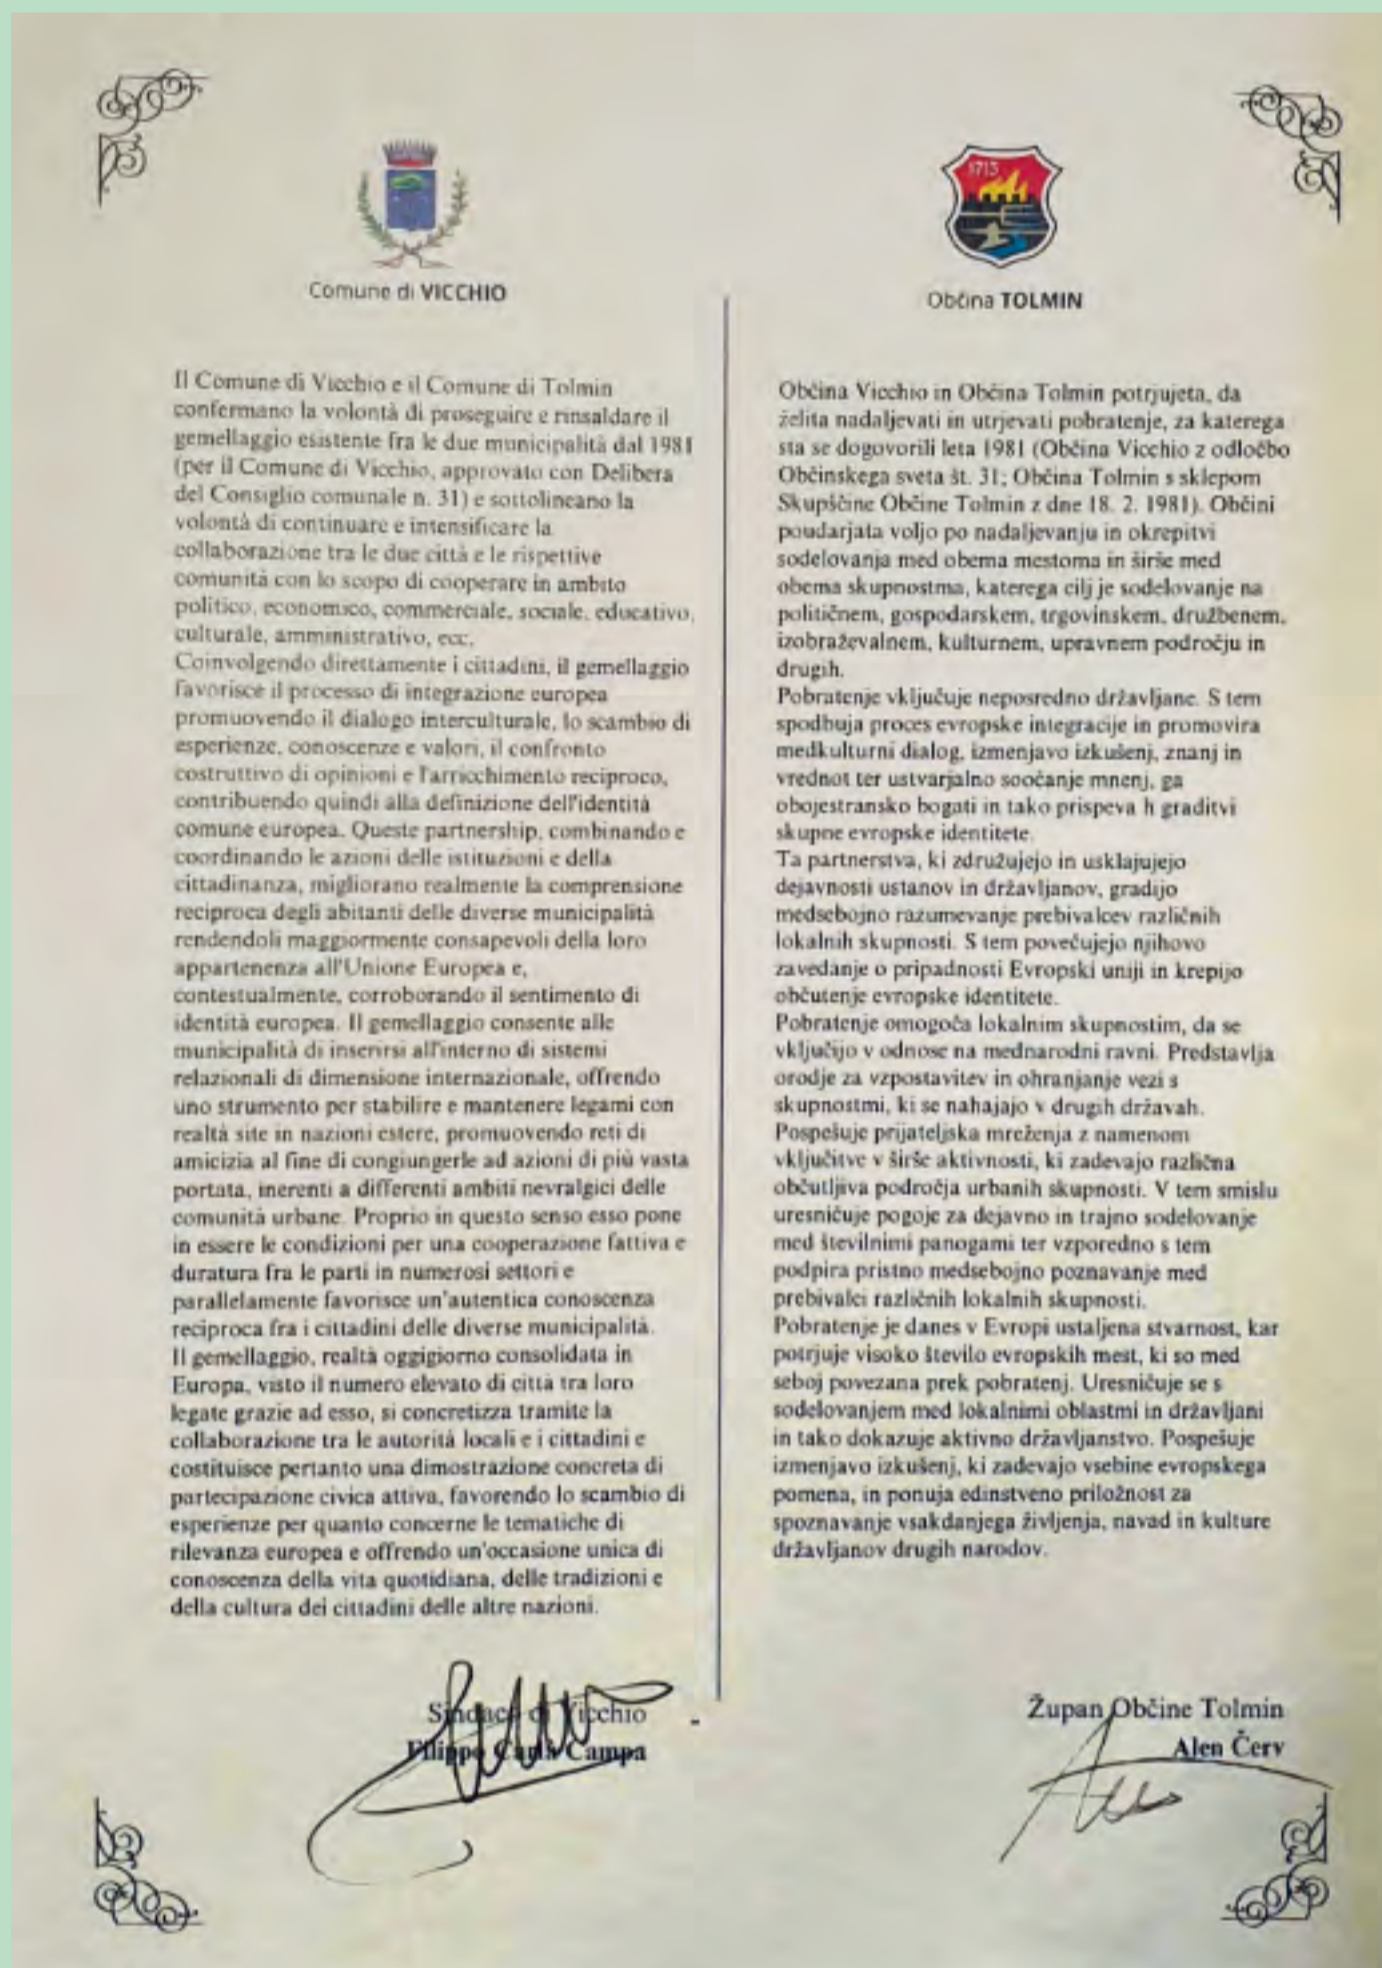 Comune di VICCHIO
Il Comune di Vicchio e il Comune di Tolmin
confermano la volontà di proseguire e rinsaldare il
gemellaggio esistente fra le due municipalità dal 1981
(per il Comune di Vicchio, approvato con Delibera
del Consiglio comunale n. 31) e sottolineano la
volontà di continuare e intensificare la
collaborazione tra le due città e le rispettive
comunità con lo scopo di cooperare in ambito
politico, economico, commerciale, sociale, educativo,
culturale, amministrativo, ecc.
Coinvolgendo direttamente i cittadini, il gemellaggio
favorisce il processo di integrazione europea
promuovendo il dialogo interculturale, lo scambio di
esperienze, conoscenze e valori, il confronto
costruttivo di opinioni e l'arricchimento reciproco,
contribuendo quindi alla definizione dell'identità
comune europea. Queste partnership, combinando e
coordinando le azioni delle istituzioni e della
cittadinanza, migliorano realmente la comprensione
reciproca degli abitanti delle diverse municipalità
rendendoli maggiormente consapevoli della loro
appartenenza all'Unione Europea e,
contestualmente, corroborando il sentimento di
identità europea. Il gemellaggio consente alle
municipalità di inserirsi all'interno di sistemi
relazionali di dimensione internazionale, offrendo
uno strumento per stabilire e mantenere legami con
realtà site in nazioni estere, promuovendo reti di
amicizia al fine di congiungerle ad azioni di più vasta
portata, inerenti a differenti ambiti nevralgici delle
comunità urbane. Proprio in questo senso esso pone
in essere le condizioni per una cooperazione fattiva e
duratura fra le parti in numerosi settori e
parallelamente favorisce un'autentica conoscenza
reciproca fra i cittadini delle diverse municipalità.
Il gemellaggio, realtà oggigiorno consolidata in
Europa, visto il numero elevato di città tra loro
legate grazie ad esso, si concretizza tramite la
collaborazione tra le autorità locali e i cittadini e
costituisce pertanto una dimostrazione concreta di
partecipazione civica attiva, favorendo lo scambio di
esperienze per quanto concerne le tematiche di
rilevanza europea e offrendo un'occasione unica di
conoscenza della vita quotidiana, delle tradizioni e
della cultura dei cittadini delle altre nazioni.
Sindaco di Vicchio
Filippo Carlà Campa
1713
Občina TOLMIN
Občina Vicchio in Občina Tolmin potrjujeta, da
želita nadaljevati in utrjevati pobratenje, za katerega
sta se dogovorili leta 1981 (Občina Vicchio z odločbo
Občinskega sveta št. 31; Občina Tolmin s sklepom
Skupščine Občine Tolmin z dne 18. 2. 1981). Občini
poudarjata voljo po nadaljevanju in okrepitvi
sodelovanja med obema mestoma in širše med
obema skupnostma, katerega cilj je sodelovanje na
političnem, gospodarskem, trgovinskem, družbenem,
izobraževalnem, kulturnem, upravnem področju in
drugih.
Pobratenje vključuje neposredno državljane. S tem
spodbuja proces evropske integracije in promovira
medkulturni dialog, izmenjavo izkušenj, znanj in
vrednot ter ustvarjalno soočanje mnenj, ga
obojestransko bogati in tako prispeva h graditvi
skupne evropske identitete.
Ta partnerstva, ki združujejo in usklajujejo
dejavnosti ustanov in državljanov, gradijo
medsebojno razumevanje prebivalcev različnih
lokalnih skupnosti. S tem povečujejo njihovo
zavedanje o pripadnosti Evropski uniji in krepijo
občutenje evropske identitete.
Pobratenje omogoča lokalnim skupnostim, da se
vključijo v odnose na mednarodni ravni. Predstavlja
orodje za vzpostavitev in ohranjanje vezi s
skupnostmi, ki se nahajajo v drugih državah.
Pospešuje prijateljska mreženja z namenom
vključitve v širše aktivnosti, ki zadevajo različna
občutljiva področja urbanih skupnosti. V tem smislu
uresničuje pogoje za dejavno in trajno sodelovanje
med številnimi panogami ter vzporedno s tem
podpira pristno medsebojno poznavanje med
prebivalci različnih lokalnih skupnosti.
Pobratenje je danes v Evropi ustaljena stvarnost, kar
potrjuje visoko število evropskih mest, ki so med
seboj povezana prek pobratenj. Uresničuje se s
sodelovanjem med lokalnimi oblastmi in državljani
in tako dokazuje aktivno državljanstvo. Pospešuje
izmenjavo izkušenj, ki zadevajo vsebine evropskega
pomena, in ponuja edinstveno priložnost za
spoznavanje vsakdanjega življenja, navad in kulture
državljanov drugih narodov.
Župan Občine Tolmin
Alen Červ